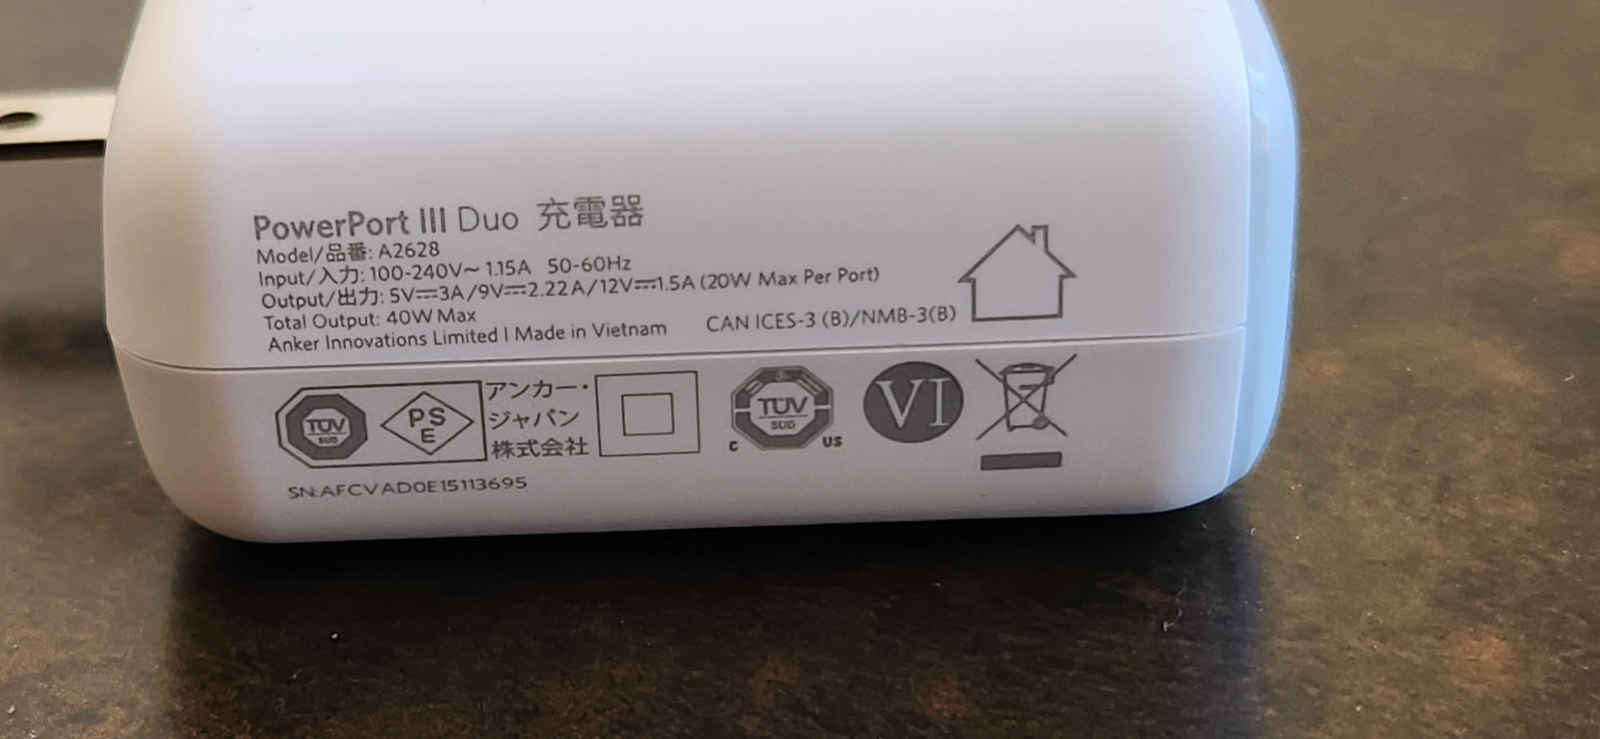 PowerPort III Duo 充電器
Model/品番: A2628
Input/入力: 100-240V~ 1.15A 50-60Hz
Output/出力: 5V⎓3A/9V⎓2.22A/12V⎓1.5A (20W Max Per Port)
Total Output: 40W Max
Anker Innovations Limited | Made in Vietnam
CAN ICES-3 (B)/NMB-3(B)
TÜV
SÜD
PS
E
アンカー・
ジャパン
株式会社
TÜV
SÜD
C US
VI
SN:AFCVAD0E15113695